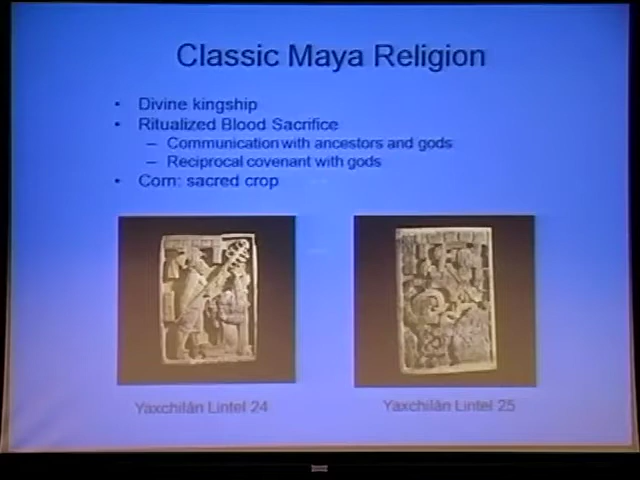 Classic Maya Religion
• Divine kingship
• Ritualized Blood Sacrifice
– Communication with ancestors and gods
– Reciprocal covenant with gods
• Corn: sacred crop
Yaxchilán Lintel 24
Yaxchilán Lintel 25